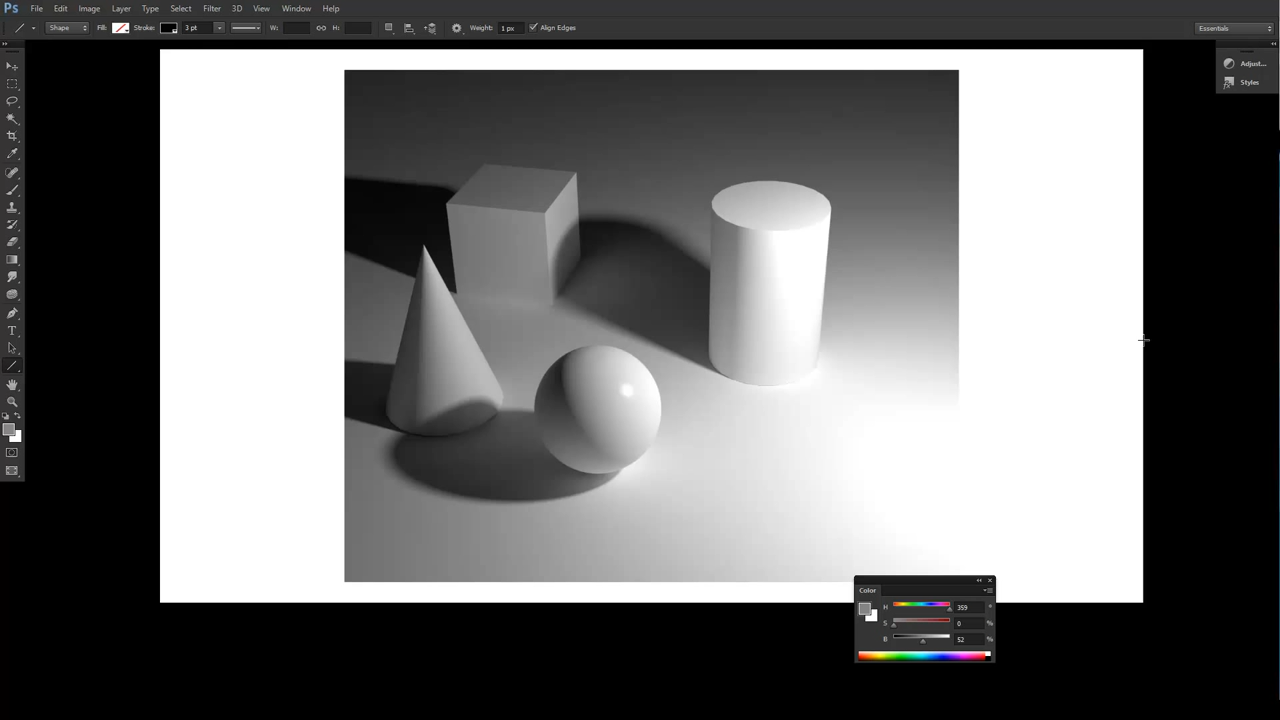 Ps File Edit Image Layer Type Select Filter 3D View Window Help
Shape Fill: Stroke: 3 pt W: H: Weight: 1 px Align Edges Essentials
Adjust...
Styles
Color
H 359 °
S 0 %
B 52 %